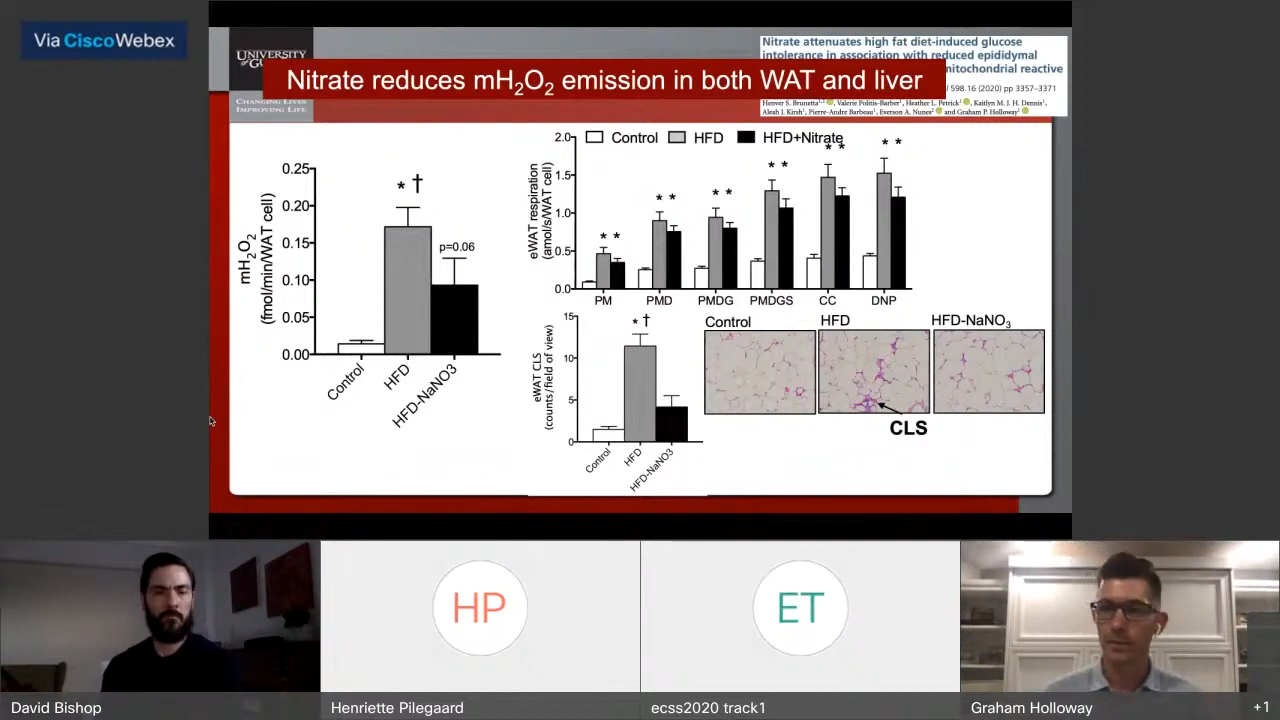 Via Cisco Webex
UNIVERSITY
CHANGING LIVES
IMPROVING LIFE
Nitrate attenuates high fat diet-induced glucose
intolerance in association with reduced epididymal
mitochondrial reactive
598.16 (2020) pp 3357–3371
Henver S. Brunetta, Valerie Politis-Barber, Heather L. Petrick, Kaitlyn M. J. H. Dennis,
Aleah J. Kirsh, Pierre-Andre Barbeau, Everson A. Nunes and Graham P. Holloway
Nitrate reduces mH₂O₂ emission in both WAT and liver
mH₂O₂
(fmol/min/WAT cell)
0.25
0.20
0.15
0.10
0.05
0.00
* †
p=0.06
Control
HFD
HFD-NaNO3
Control HFD HFD+Nitrate
eWAT respiration
(amol/s/WAT cell)
2.0
1.5
1.0
0.5
0.0
* * * * * * * * * * * *
PM PMD PMDG PMDGS CC DNP
eWAT CLS
(counts/field of view)
15
10
5
0
* †
Control
HFD
HFD-NaNO3
Control HFD HFD-NaNO₃
CLS
HP
ET
David Bishop
Henriette Pilegaard
ecss2020 track1
Graham Holloway
+1